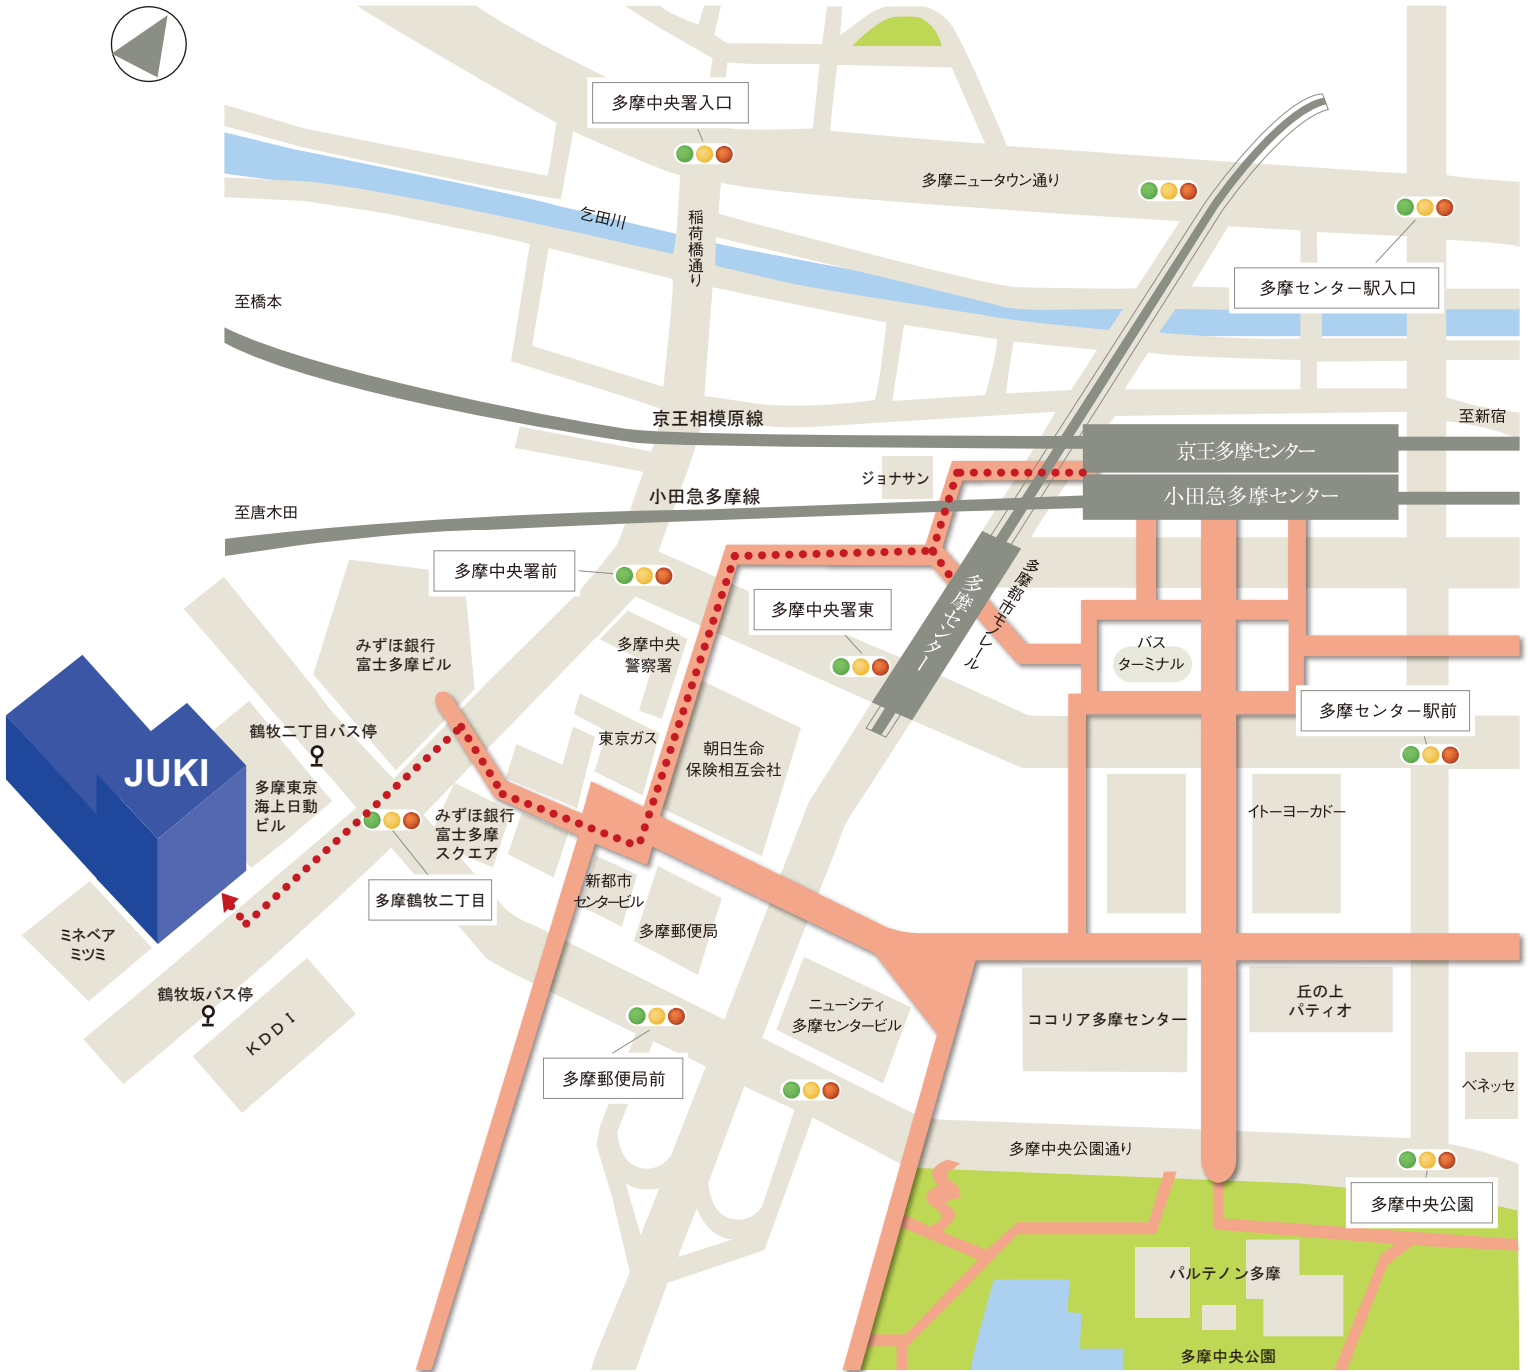 多摩中央署入口
多摩ニュータウン通り
乞田川
稲荷橋通り
多摩センター駅入口
至橋本
京王相模原線
至新宿
京王多摩センター
ジョナサン
小田急多摩線
小田急多摩センター
至唐木田
多摩中央署前
多摩都市モノレール
多摩センター
多摩中央署東
みずほ銀行
富士多摩ビル
多摩中央
警察署
バス
ターミナル
多摩センター駅前
鶴牧二丁目バス停
東京ガス
朝日生命
保険相互会社
JUKI
多摩東京
海上日動
ビル
みずほ銀行
富士多摩
スクエア
イトーヨーカドー
多摩鶴牧二丁目
新都市
センタービル
多摩郵便局
ミネベア
ミツミ
鶴牧坂バス停
KDDI
ニューシティ
多摩センタービル
ココリア多摩センター
丘の上
パティオ
多摩郵便局前
ベネッセ
多摩中央公園通り
多摩中央公園
パルテノン多摩
多摩中央公園